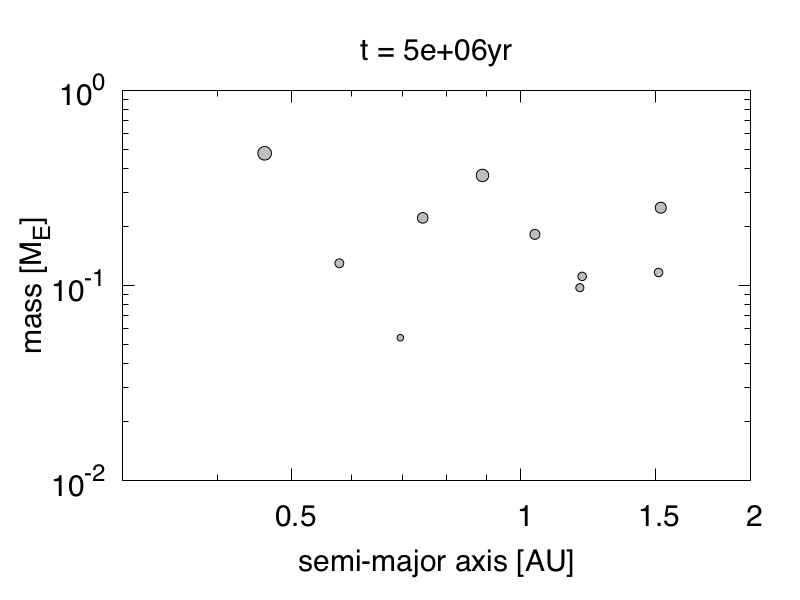 t = 5e+06yr
10^0
10^-1
10^-2
mass [M_E]
0.5 1 1.5 2
semi-major axis [AU]